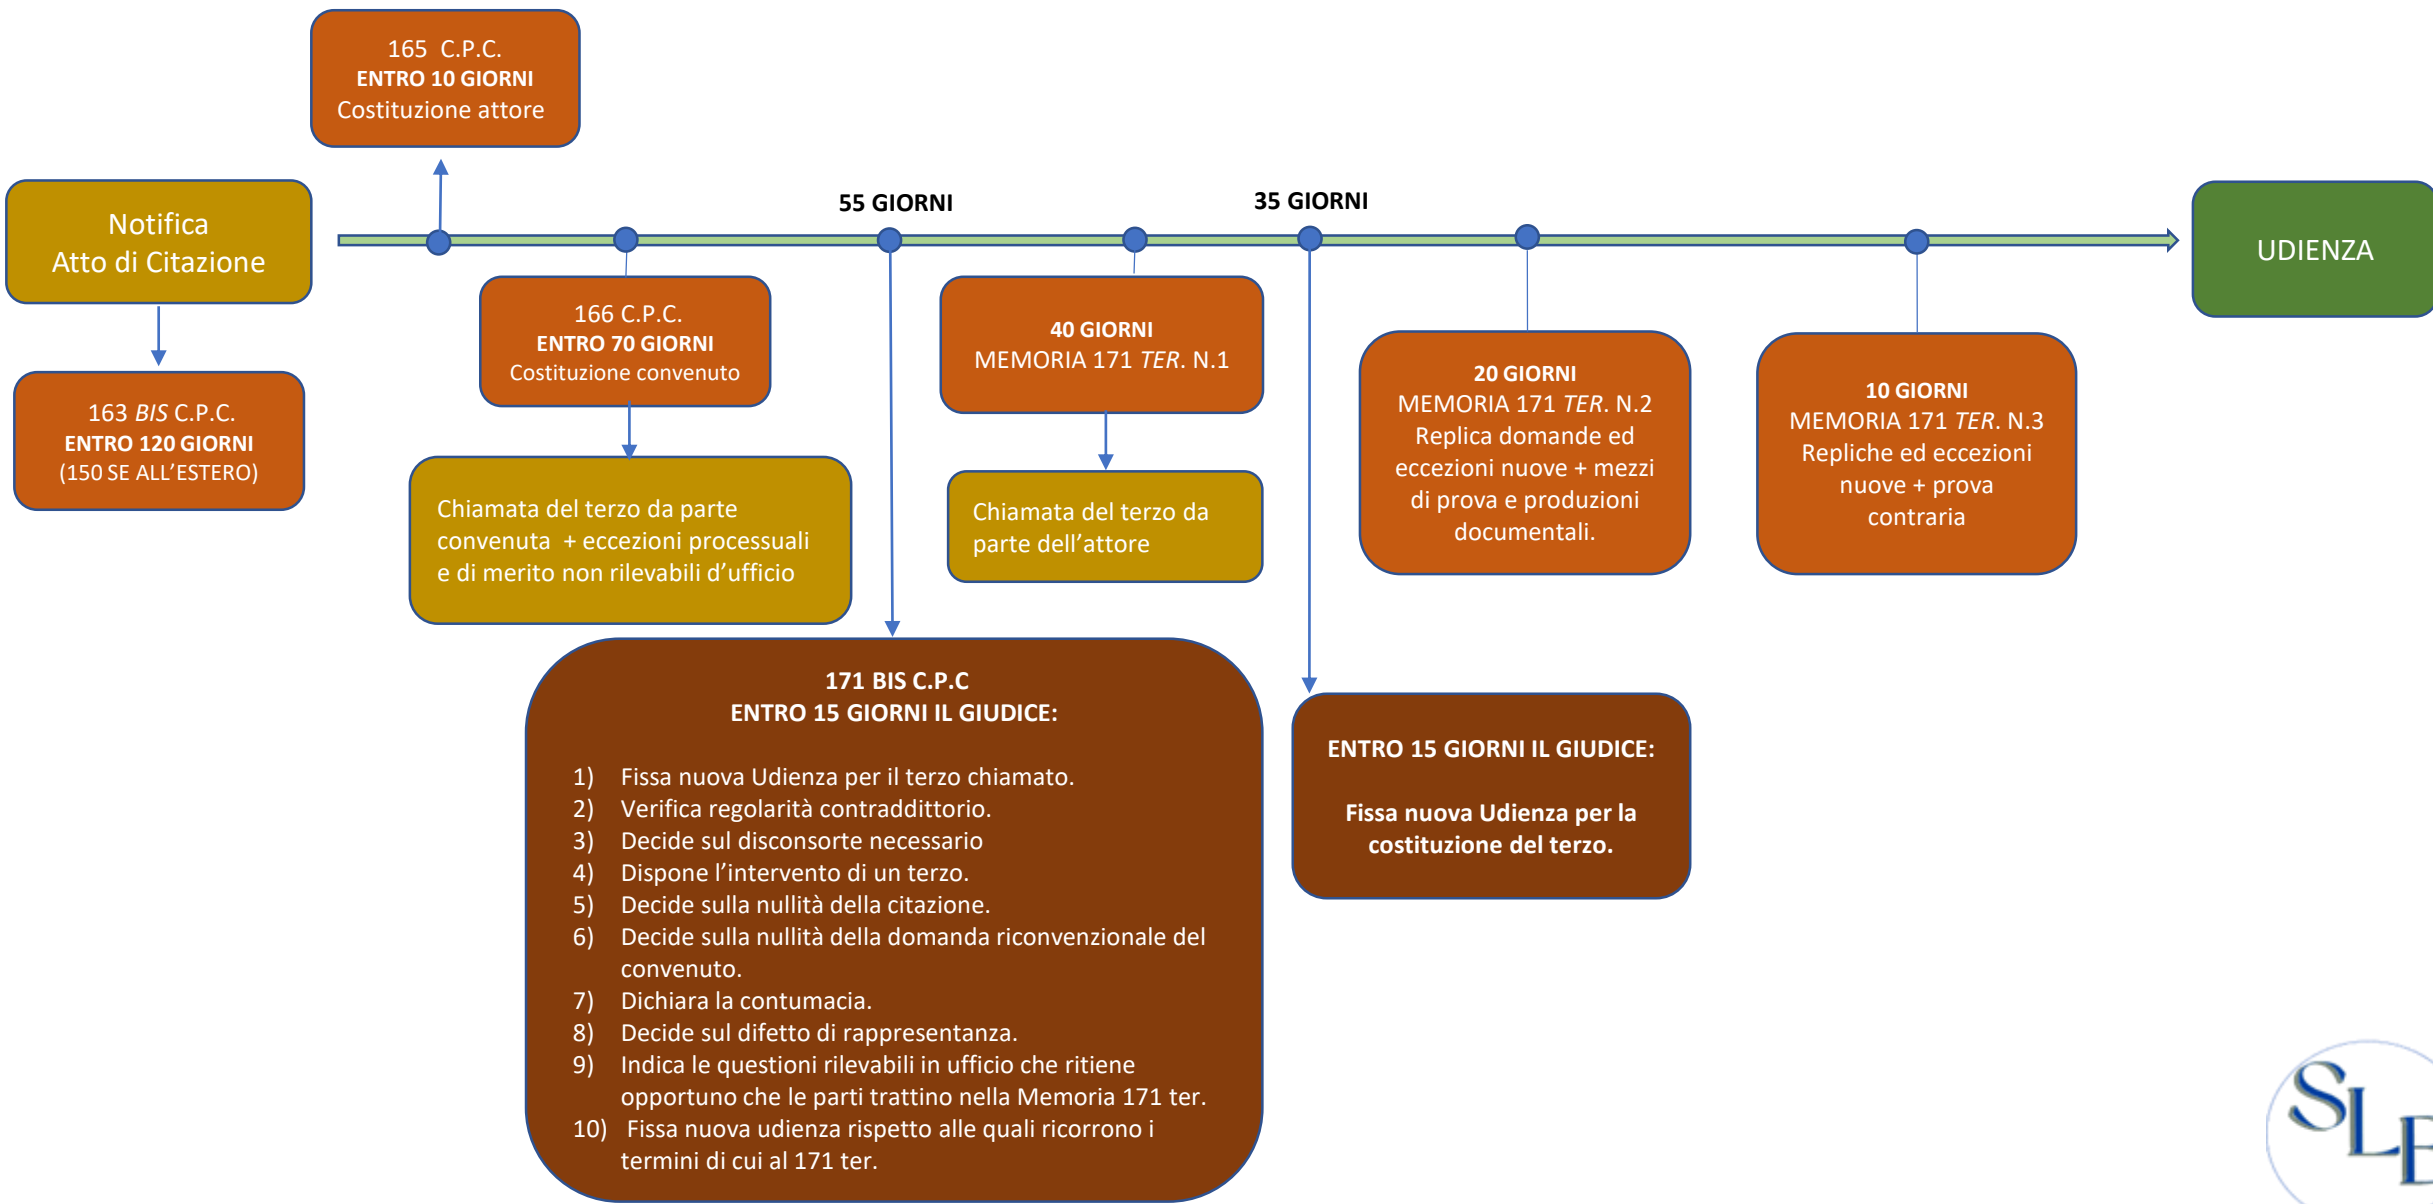 165 C.P.C.
ENTRO 10 GIORNI
Costituzione attore
Notifica
Atto di Citazione
55 GIORNI
35 GIORNI
UDIENZA
163 BIS C.P.C.
ENTRO 120 GIORNI
(150 SE ALL’ESTERO)
166 C.P.C.
ENTRO 70 GIORNI
Costituzione convenuto
40 GIORNI
MEMORIA 171 TER. N.1
20 GIORNI
MEMORIA 171 TER. N.2
Replica domande ed
eccezioni nuove + mezzi
di prova e produzioni
documentali.
10 GIORNI
MEMORIA 171 TER. N.3
Repliche ed eccezioni
nuove + prova
contraria
Chiamata del terzo da parte
convenuta + eccezioni processuali
e di merito non rilevabili d’ufficio
Chiamata del terzo da
parte dell’attore
171 BIS C.P.C
ENTRO 15 GIORNI IL GIUDICE:
1) Fissa nuova Udienza per il terzo chiamato.
2) Verifica regolarità contraddittorio.
3) Decide sul disconsorte necessario
4) Dispone l’intervento di un terzo.
5) Decide sulla nullità della citazione.
6) Decide sulla nullità della domanda riconvenzionale del
convenuto.
7) Dichiara la contumacia.
8) Decide sul difetto di rappresentanza.
9) Indica le questioni rilevabili in ufficio che ritiene
opportuno che le parti trattino nella Memoria 171 ter.
10) Fissa nuova udienza rispetto alle quali ricorrono i
termini di cui al 171 ter.
ENTRO 15 GIORNI IL GIUDICE:
Fissa nuova Udienza per la
costituzione del terzo.
SL